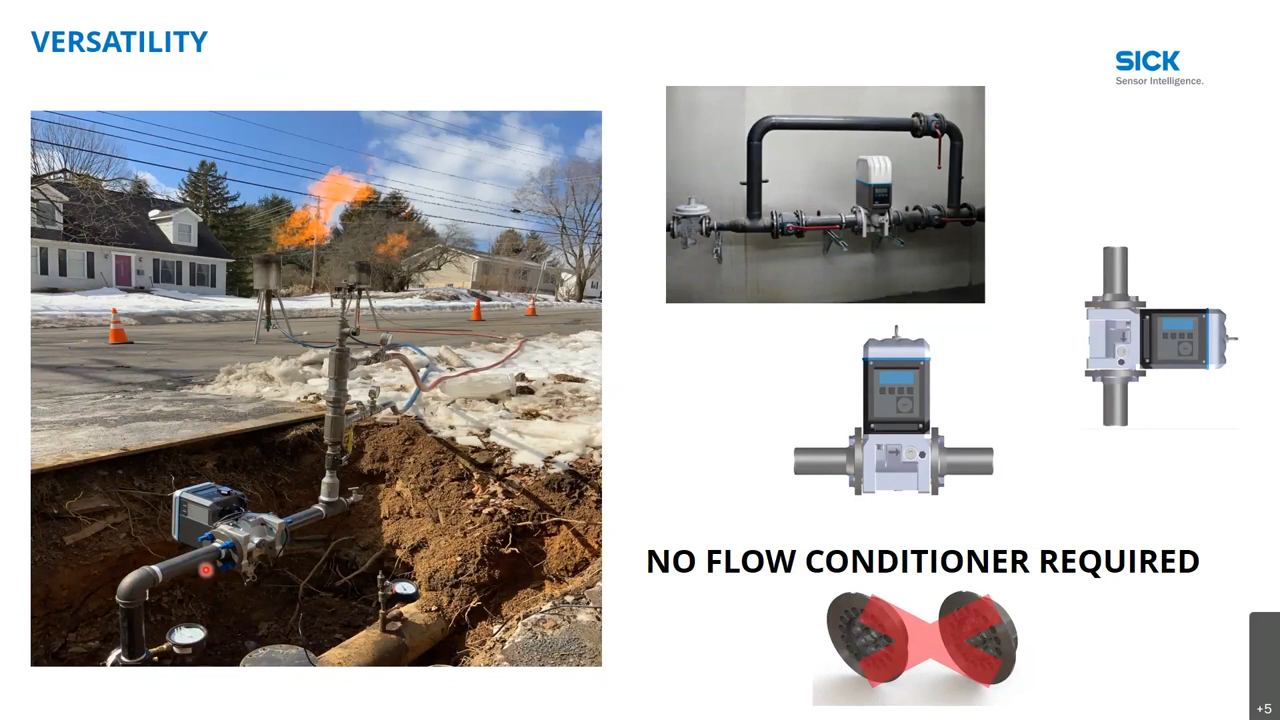 VERSATILITY
SICK
Sensor Intelligence.
NO FLOW CONDITIONER REQUIRED
+5